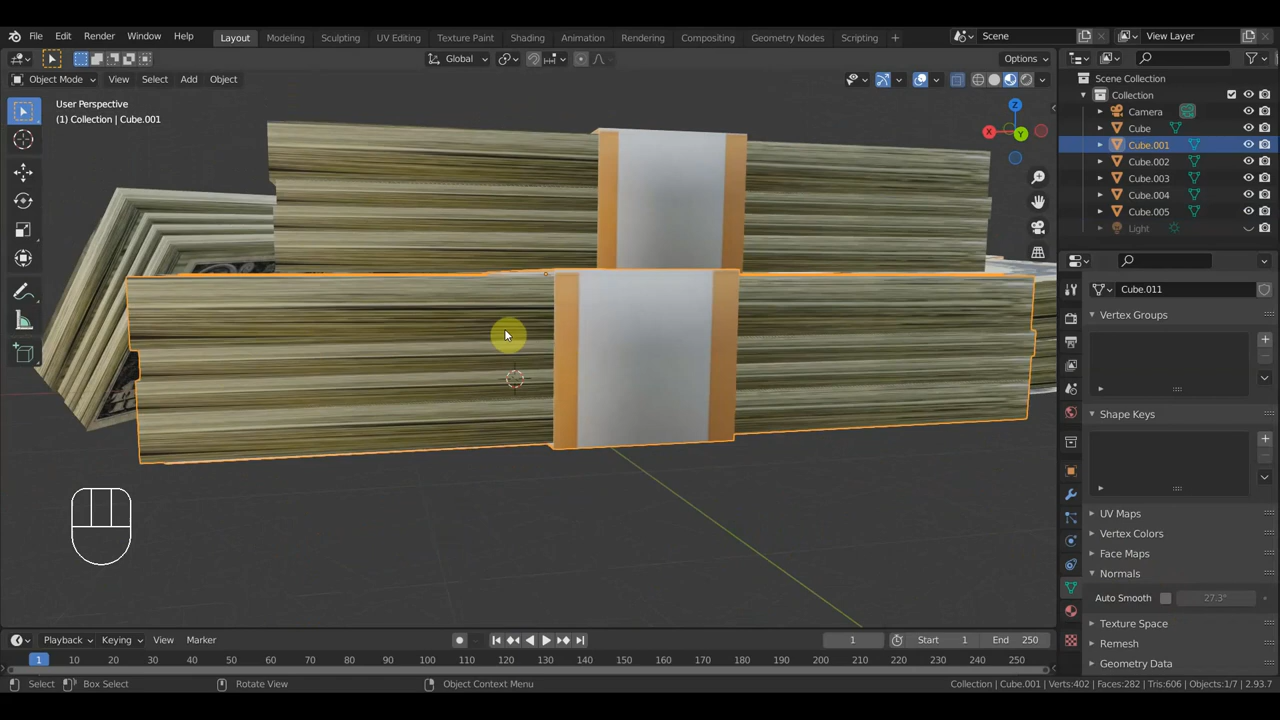 File Edit Render Window Help Layout Modeling Sculpting UV Editing Texture Paint Shading Animation Rendering Compositing Geometry Nodes Scripting + Scene View Layer
Global Options
Object Mode View Select Add Object
User Perspective
(1) Collection | Cube.001
Z
X
Y
Scene Collection
Collection
Camera
Cube
Cube.001
Cube.002
Cube.003
Cube.004
Cube.005
Light
Cube.011
Vertex Groups
Shape Keys
UV Maps
Vertex Colors
Face Maps
Normals
Auto Smooth 27.3°
Texture Space
Remesh
Geometry Data
Playback Keying View Marker 1 Start 1 End 250
1 10 20 30 40 50 60 70 80 90 100 110 120 130 140 150 160 170 180 190 200 210 220 230 240 250
Select Box Select Rotate View Object Context Menu Collection | Cube.001 | Verts:402 | Faces:282 | Tris:606 | Objects:1/7 | 2.93.7